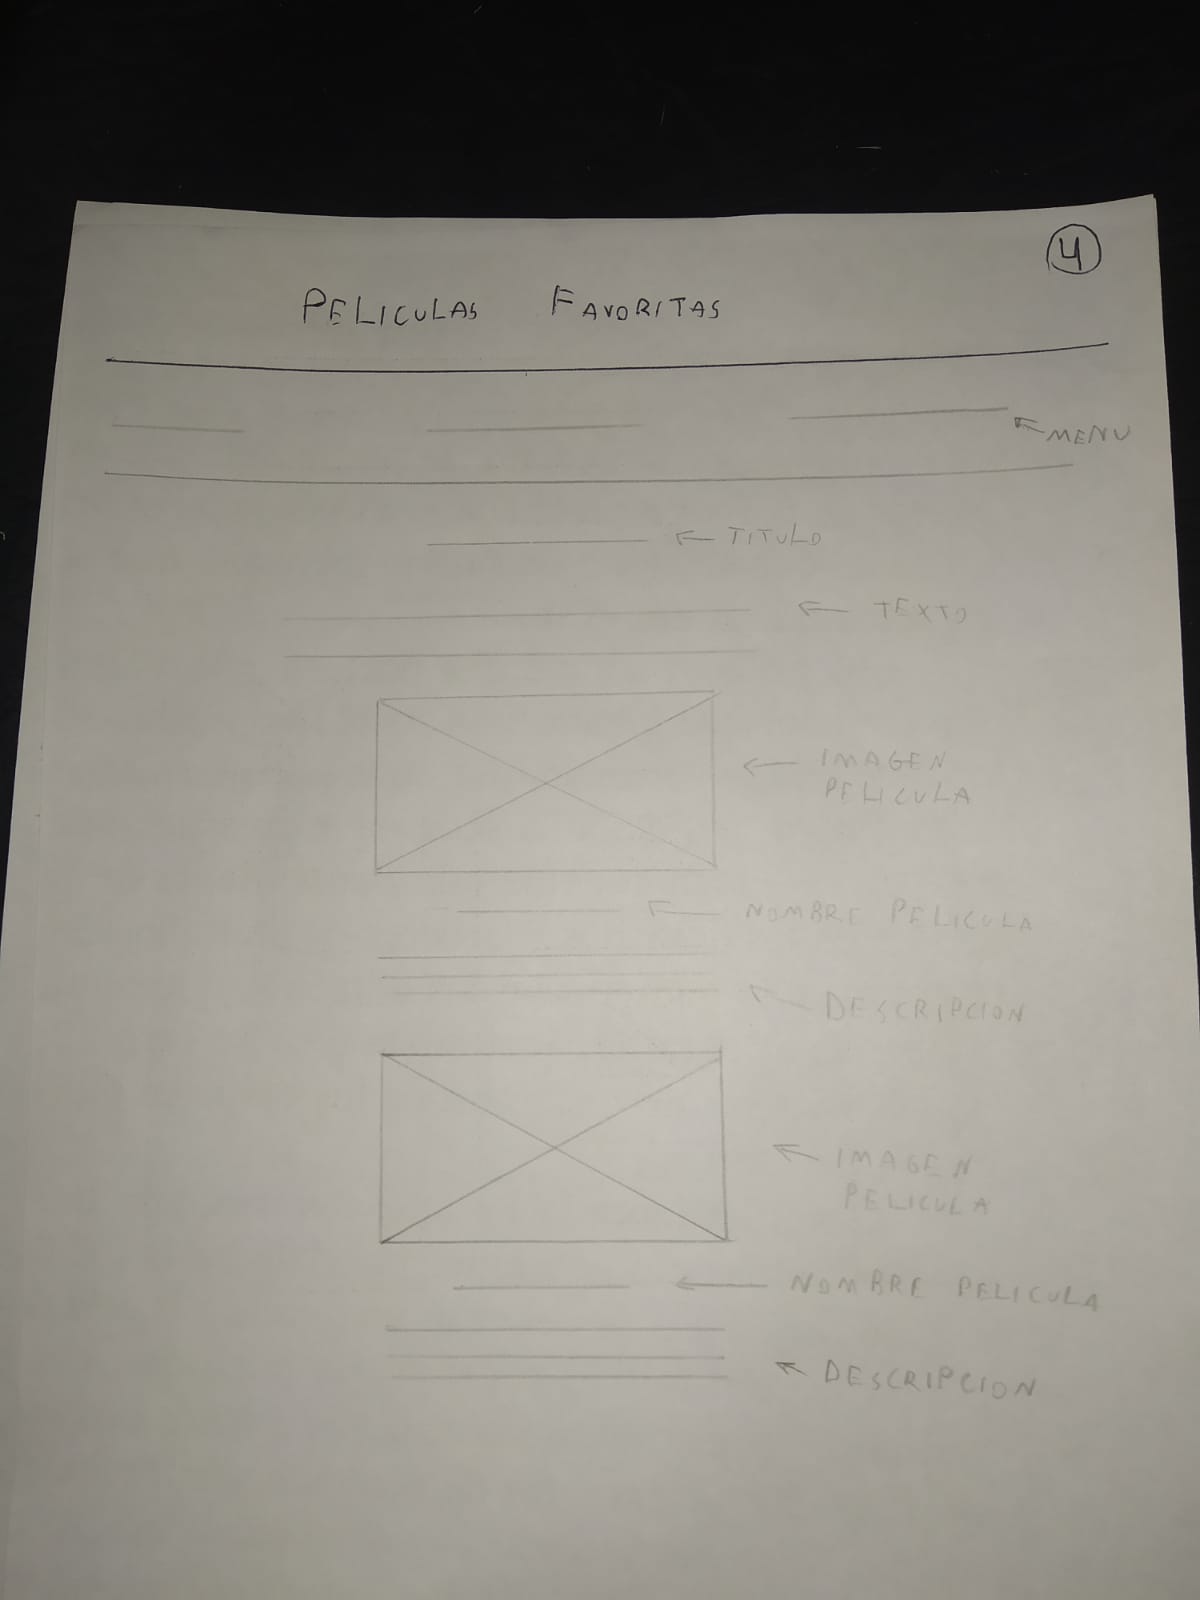 4
PELICULAS FAVORITAS
MENU
TITULO
TEXTO
IMAGEN
PELICULA
NOMBRE PELICULA
DESCRIPCION
IMAGEN
PELICULA
NOMBRE PELICULA
DESCRIPCION